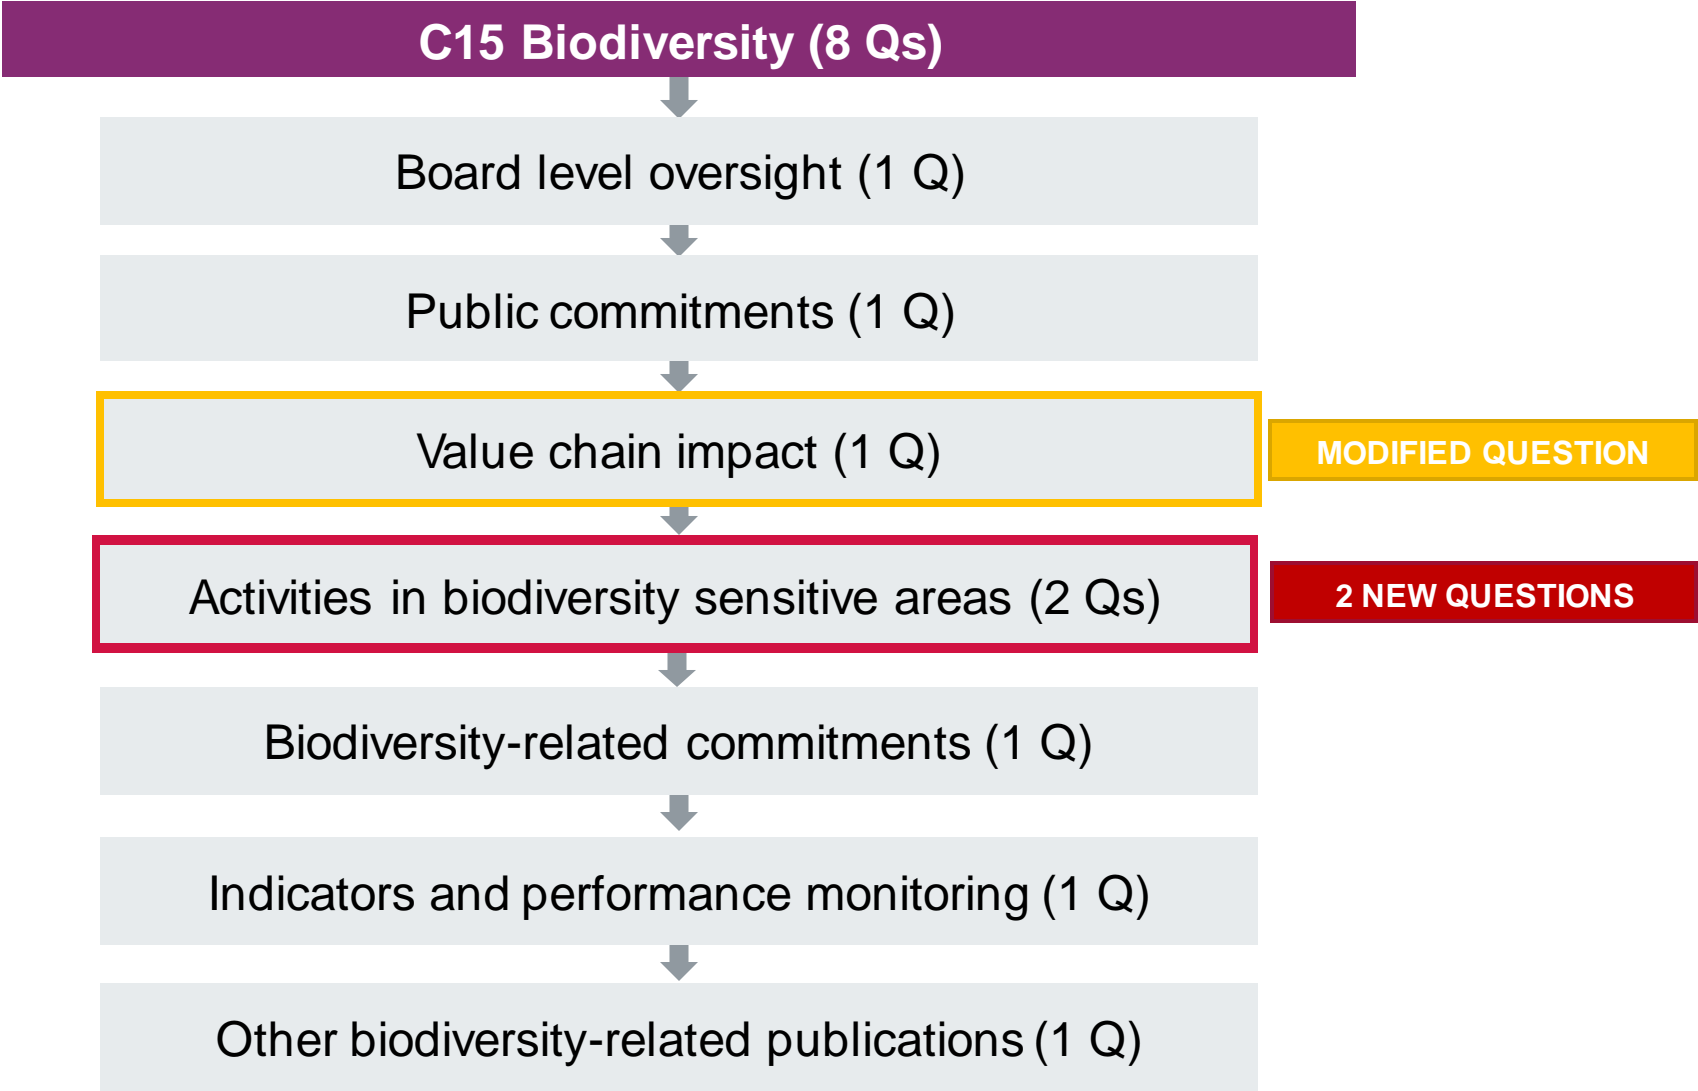 C15 Biodiversity (8 Qs)
Board level oversight (1 Q)
Public commitments (1 Q)
Value chain impact (1 Q)
MODIFIED QUESTION
Activities in biodiversity sensitive areas (2 Qs)
2 NEW QUESTIONS
Biodiversity-related commitments (1 Q)
Indicators and performance monitoring (1 Q)
Other biodiversity-related publications (1 Q)